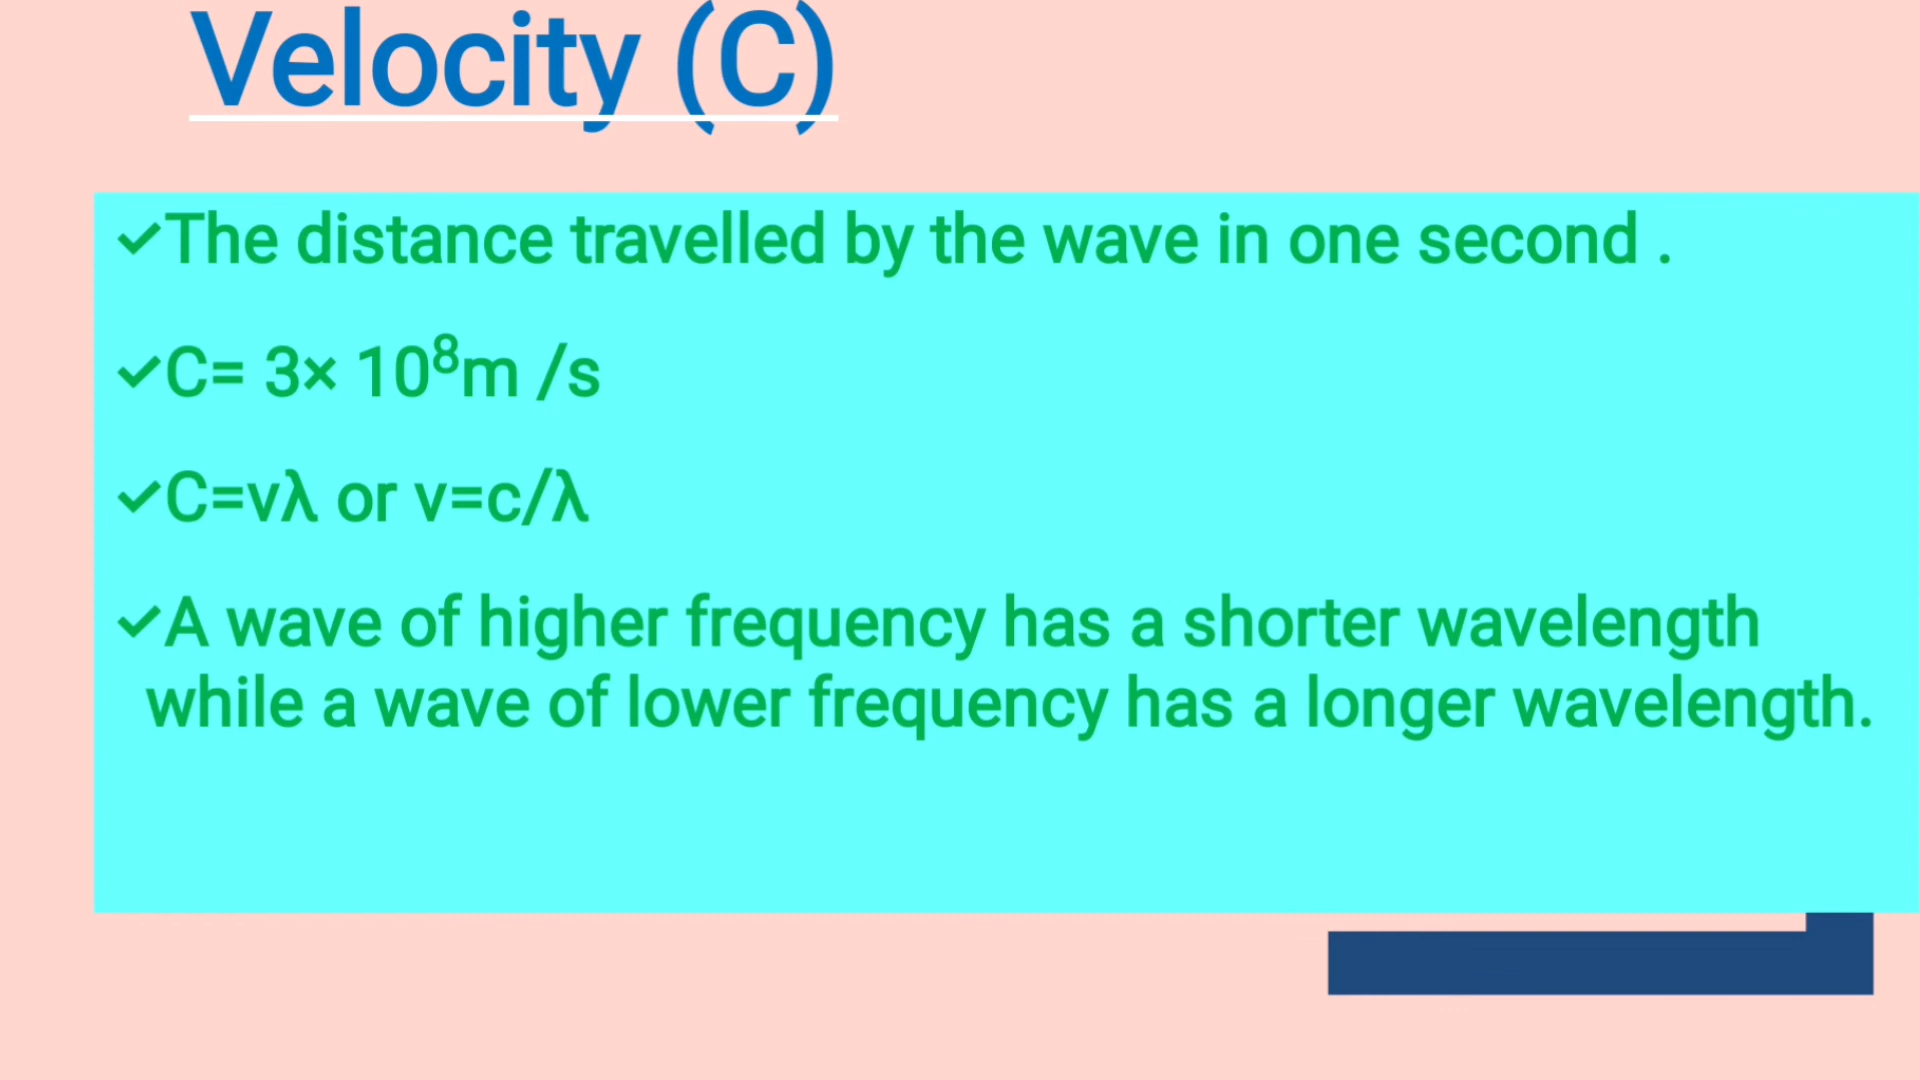 Velocity (C)
✓The distance travelled by the wave in one second .
✓C= 3× 10⁸m /s
✓C=vλ or v=c/λ
✓A wave of higher frequency has a shorter wavelength
while a wave of lower frequency has a longer wavelength.